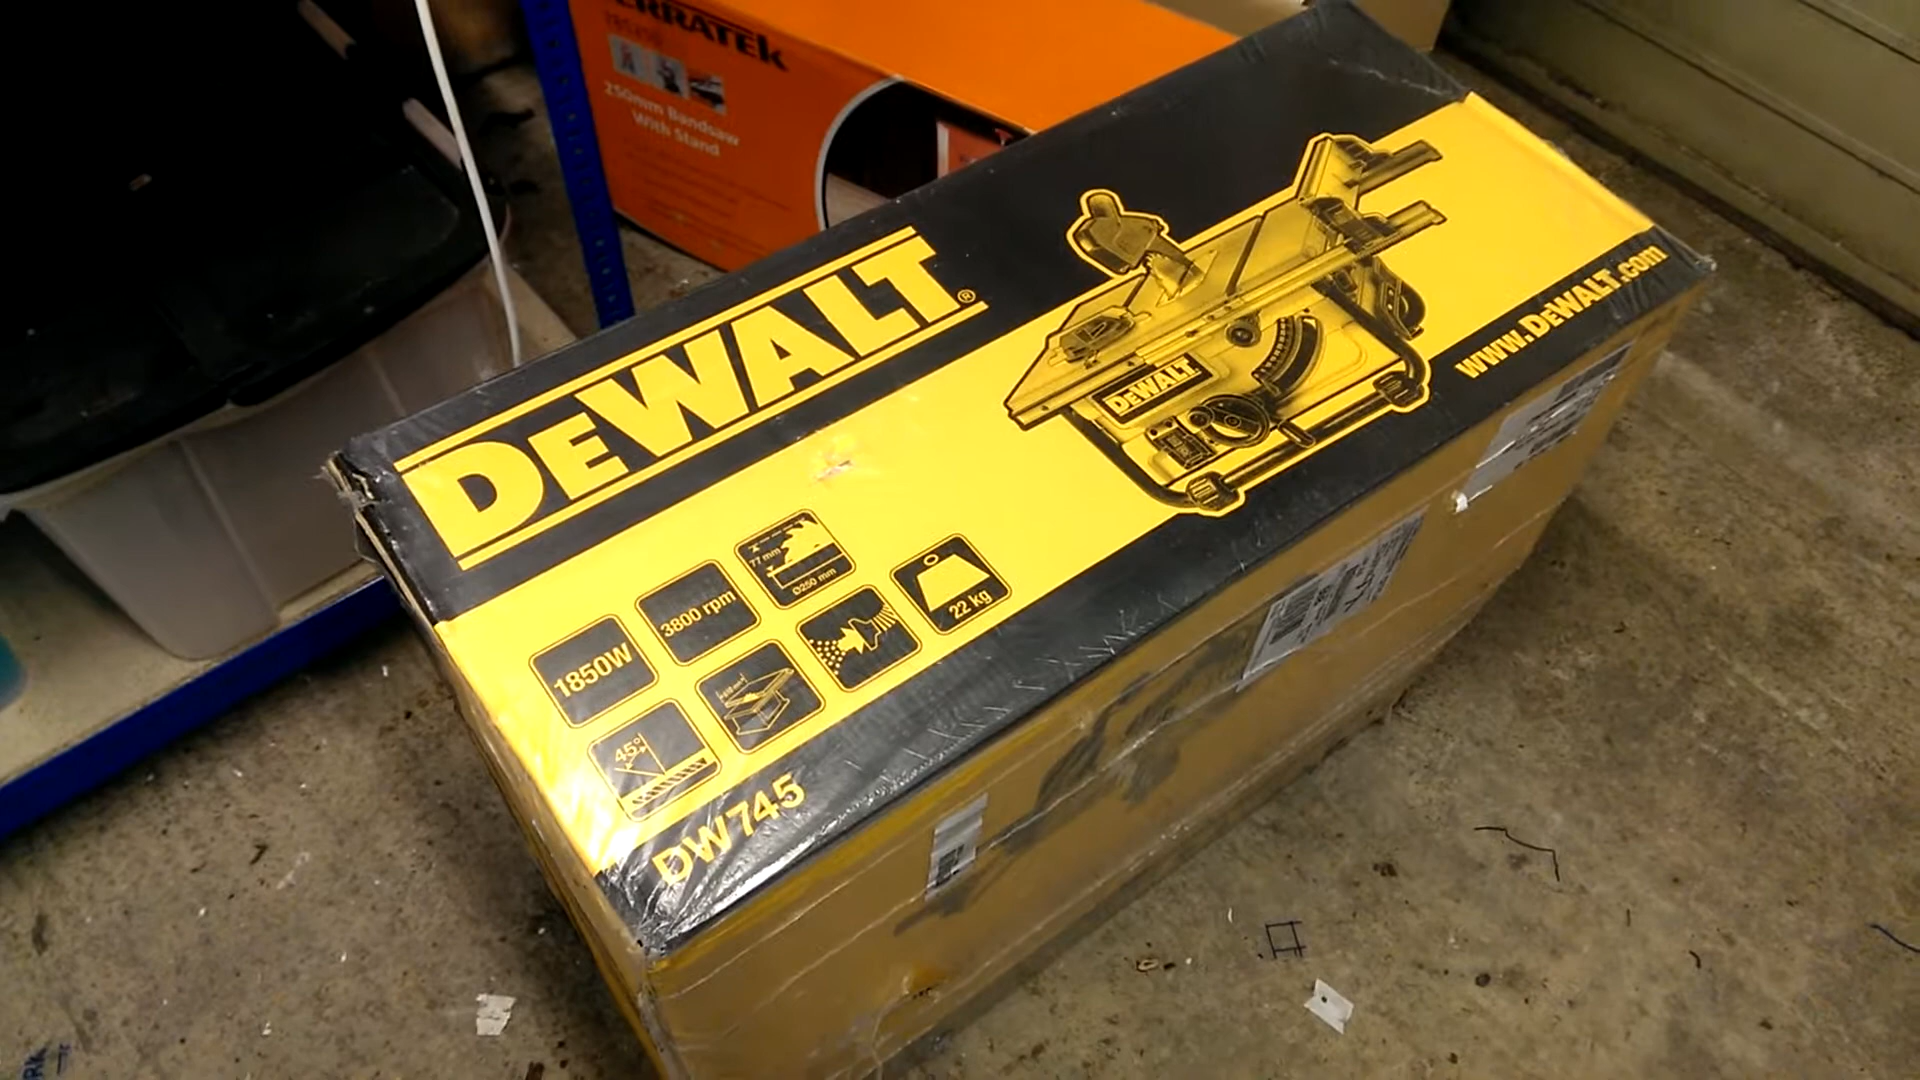 250mm Bandsaw
With Stand
DeWALT®
DeWALT
www.DeWALT.com
1850W
3800 rpm
77 mm
Ø250 mm
22 kg
45°
DW745